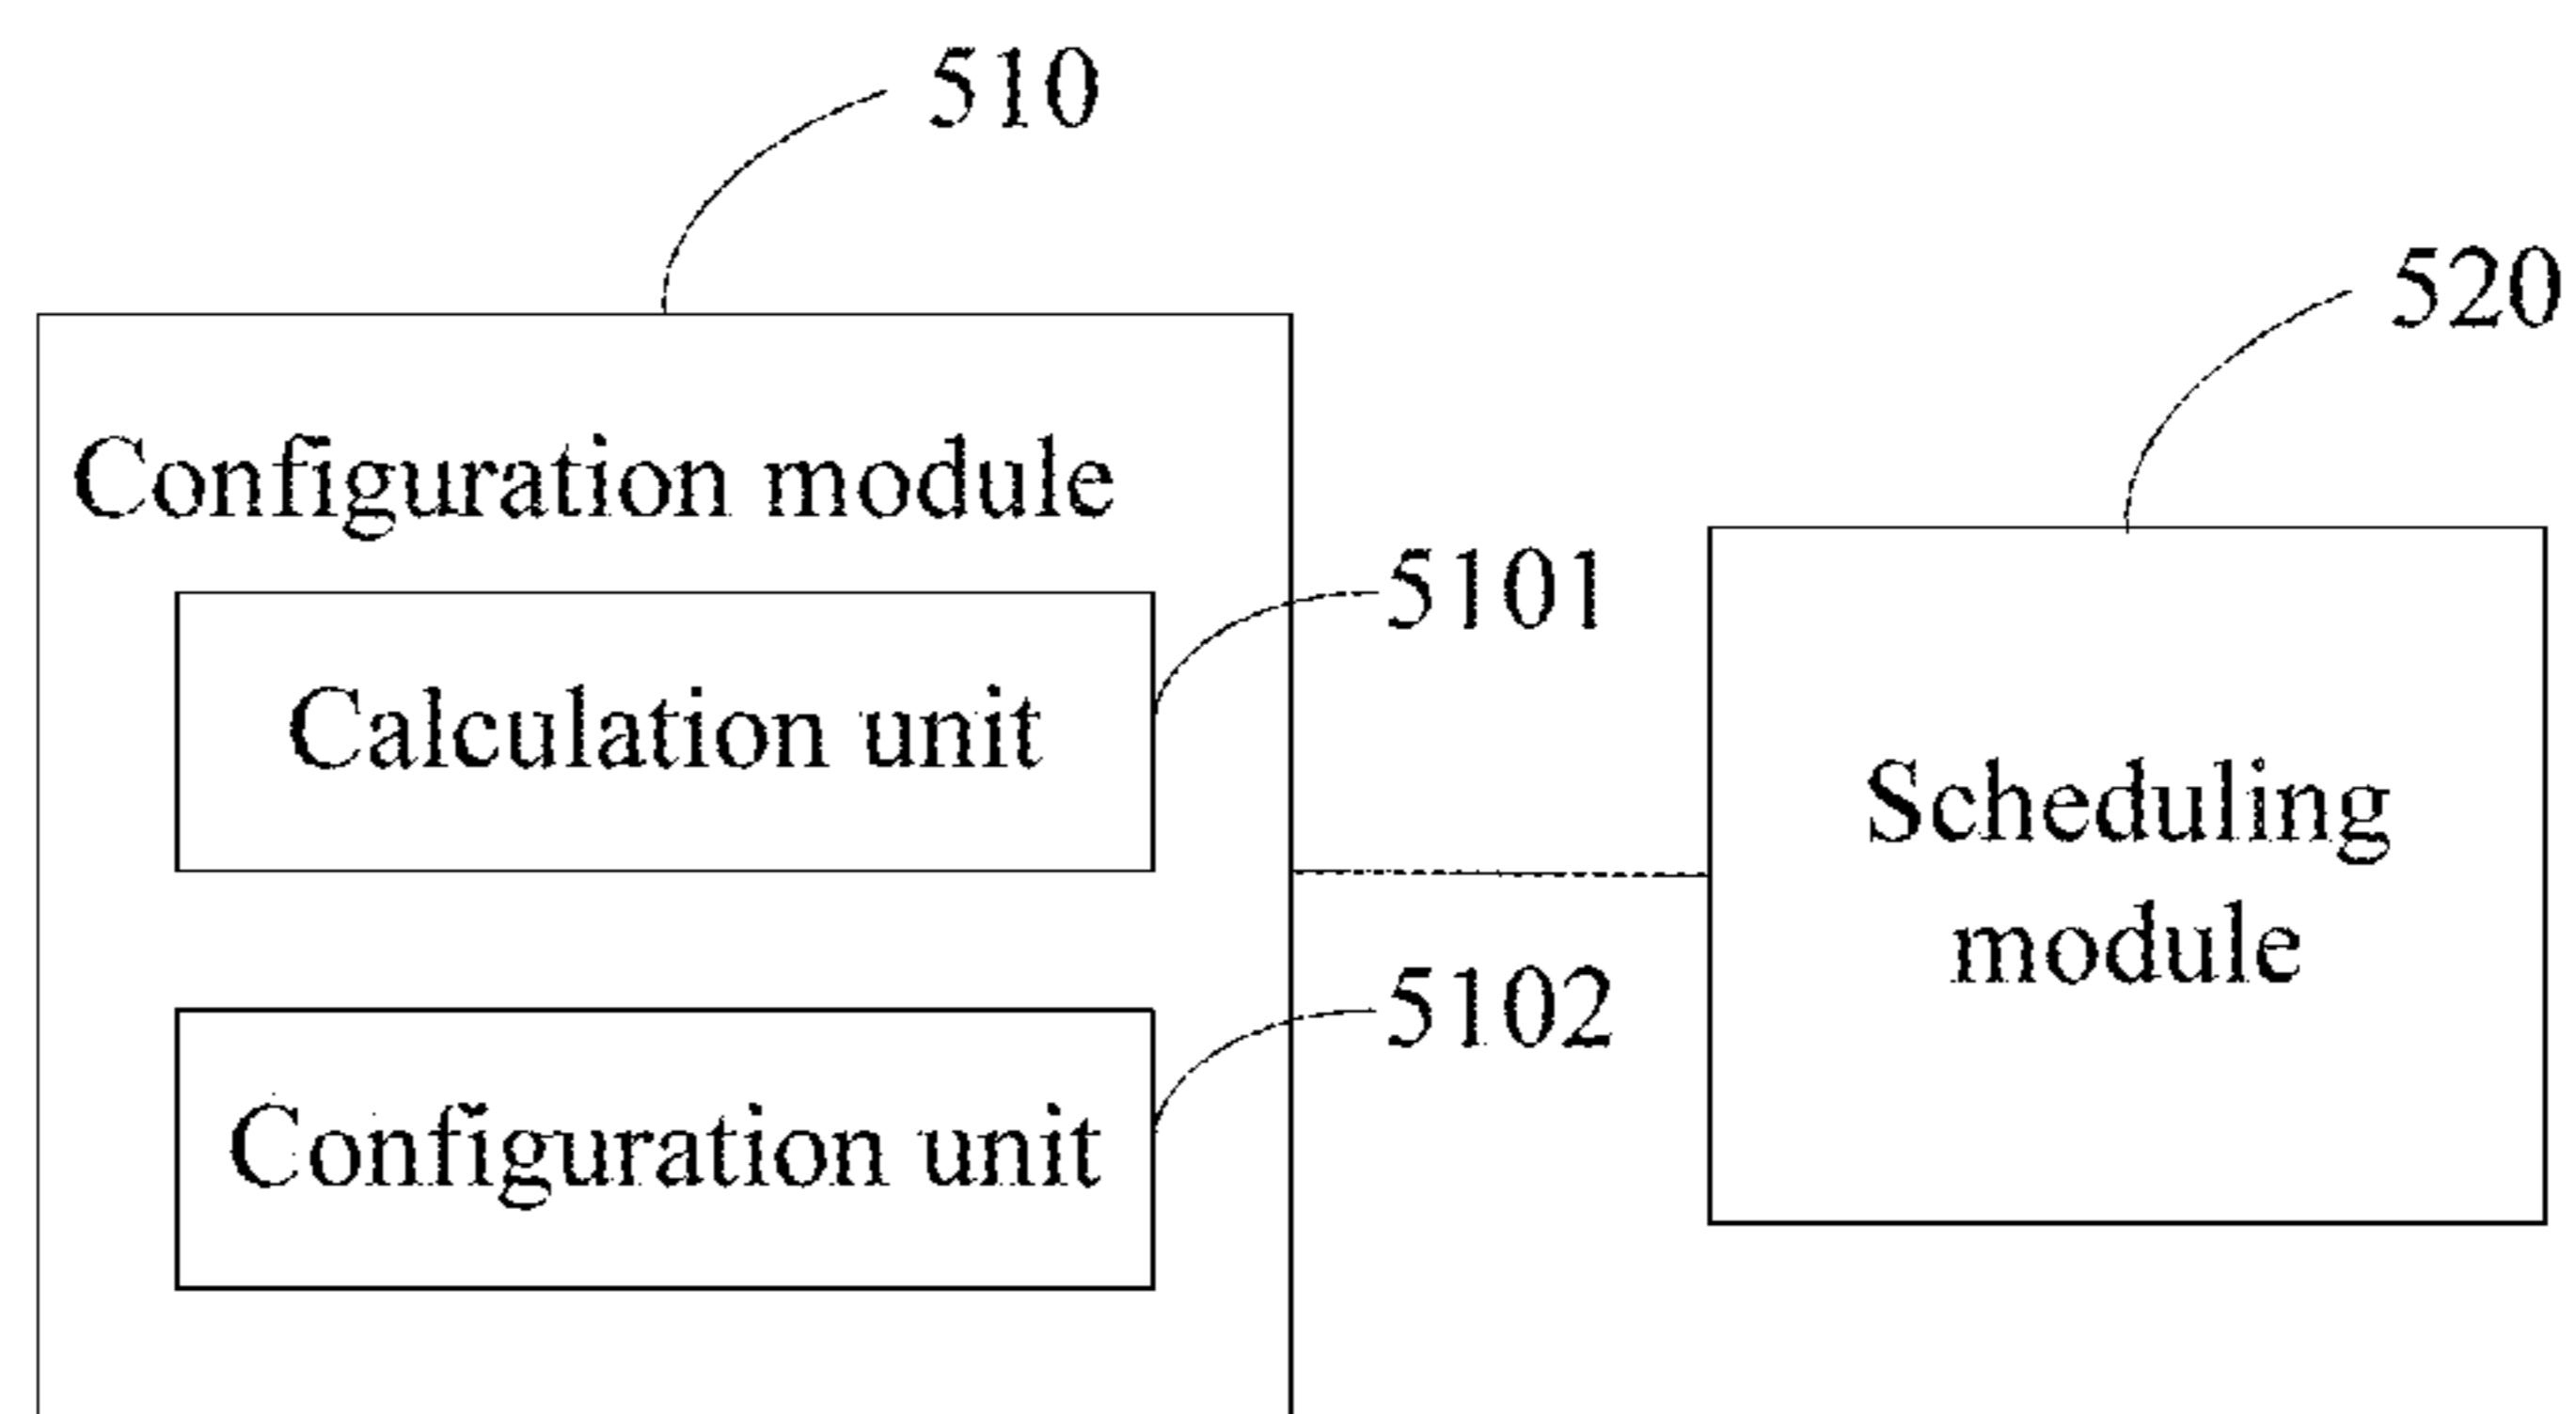 510
520
Configuration module
5101
Calculation unit
Scheduling
module
5102
Configuration unit